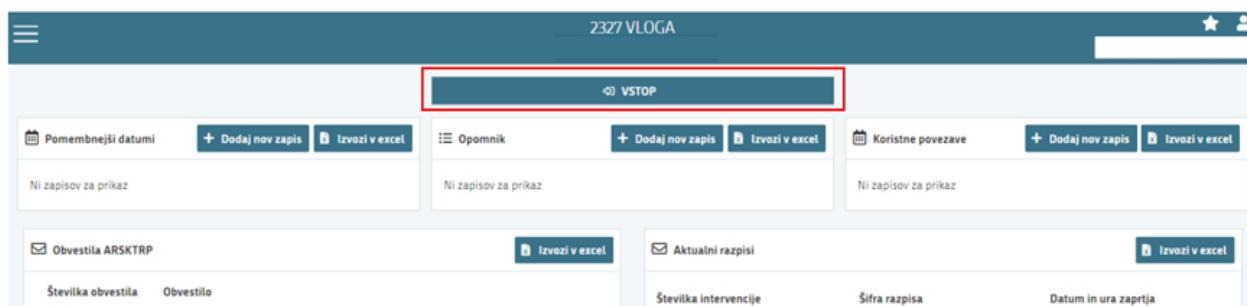 2327 VLOGA
VSTOP
Pomembnejši datumi
+ Dodaj nov zapis
Izvozi v excel
Opomnik
+ Dodaj nov zapis
Izvozi v excel
Koristne povezave
+ Dodaj nov zapis
Izvozi v excel
Ni zapisov za prikaz
Ni zapisov za prikaz
Ni zapisov za prikaz
Obvestila ARSKTRP
Izvozi v excel
Aktualni razpisi
Izvozi v excel
Številka obvestila
Obvestilo
Številka intervencije
Šifra razpisa
Datum in ura zaprtja